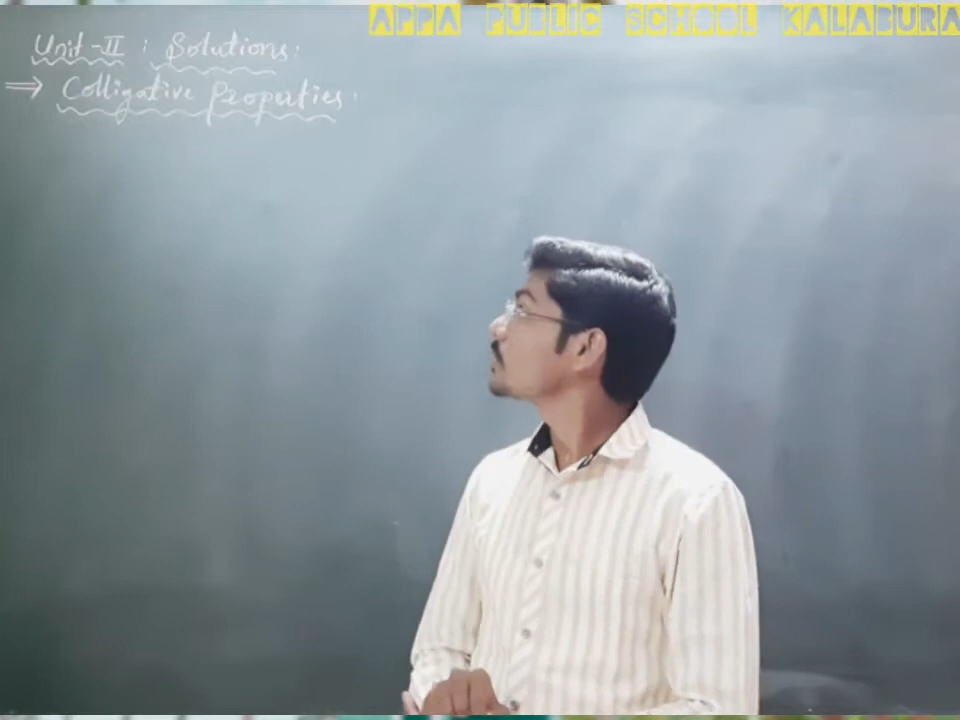 APPA PUBLIC SCHOOL KALABURA
Unit-II : Solutions:
⇒ Colligative Properties: